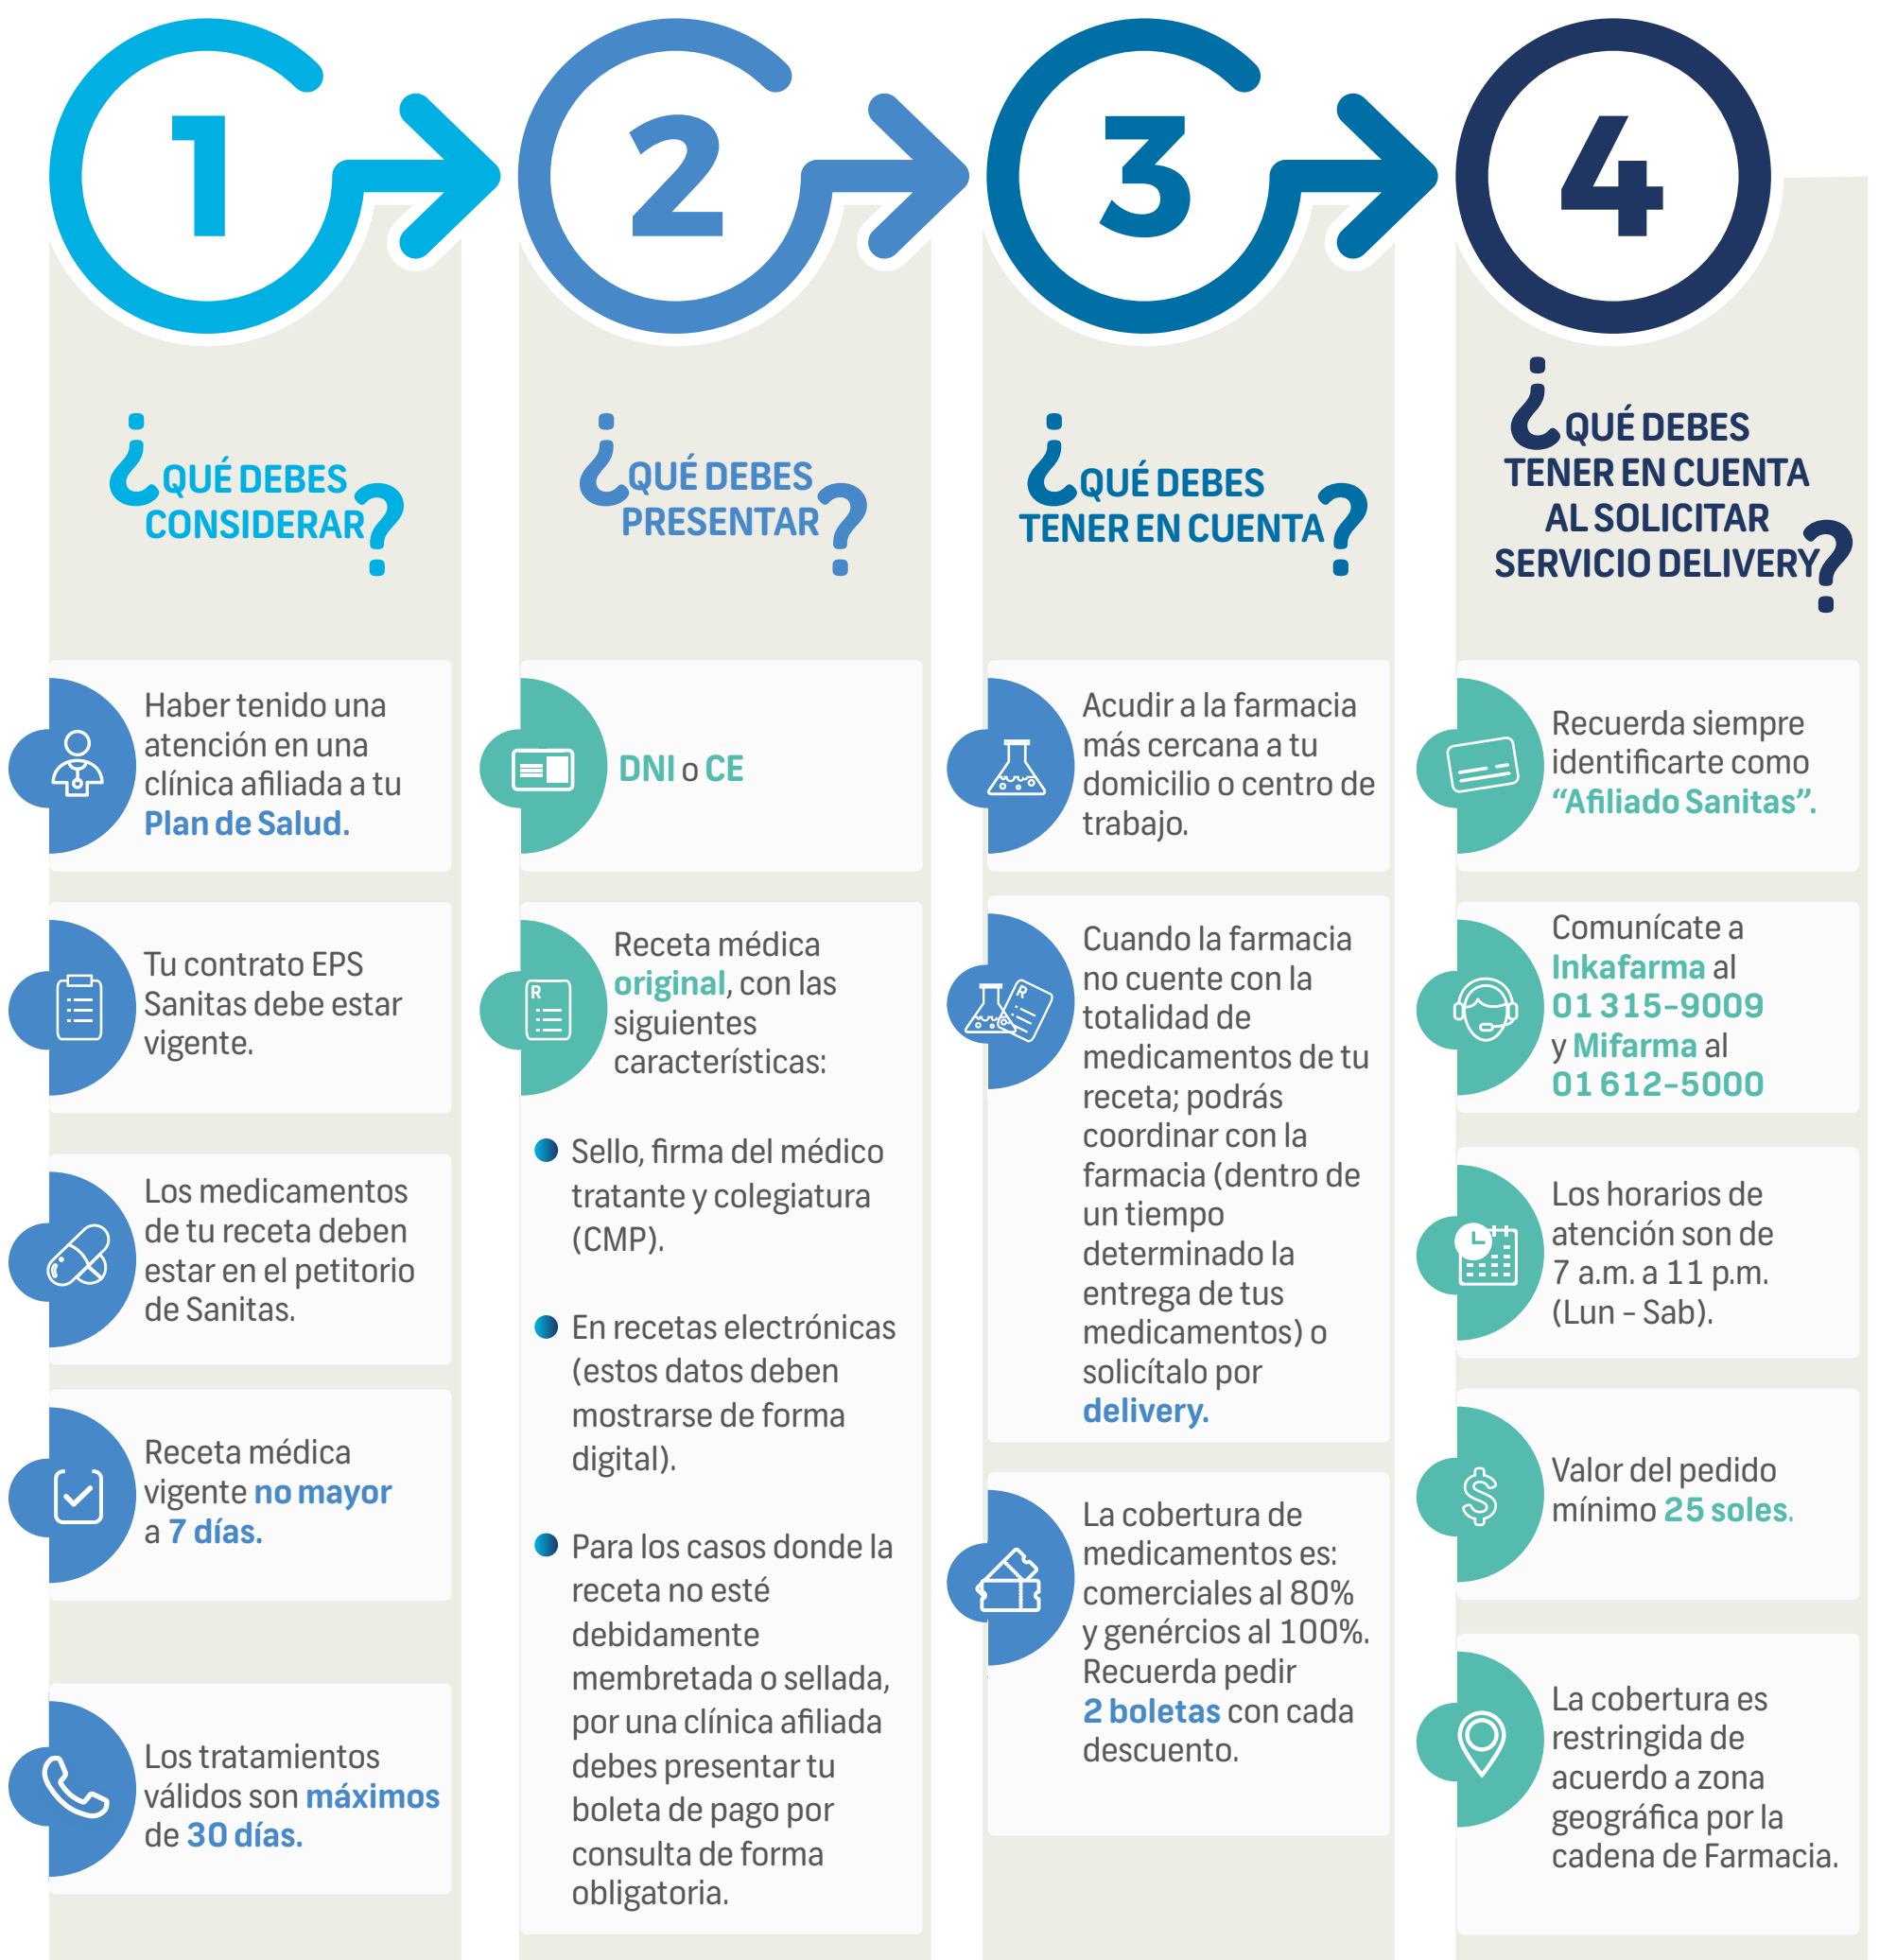 1
¿QUÉ DEBES
CONSIDERAR?
Haber tenido una
atención en una
clínica afiliada a tu
Plan de Salud.
Tu contrato EPS
Sanitas debe estar
vigente.
Los medicamentos
de tu receta deben
estar en el petitorio
de Sanitas.
Receta médica
vigente no mayor
a 7 días.
Los tratamientos
válidos son máximos
de 30 días.
2
¿QUÉ DEBES
PRESENTAR?
DNI o CE
R
Receta médica
original, con las
siguientes
características:
Sello, firma del médico
tratante y colegiatura
(CMP).
En recetas electrónicas
(estos datos deben
mostrarse de forma
digital).
Para los casos donde la
receta no esté
debidamente
membretada o sellada,
por una clínica afiliada
debes presentar tu
boleta de pago por
consulta de forma
obligatoria.
3
¿QUÉ DEBES
TENER EN CUENTA?
Acudir a la farmacia
más cercana a tu
domicilio o centro de
trabajo.
R
Cuando la farmacia
no cuente con la
totalidad de
medicamentos de tu
receta; podrás
coordinar con la
farmacia (dentro de
un tiempo
determinado la
entrega de tus
medicamentos) o
solicítalo por
delivery.
La cobertura de
medicamentos es:
comerciales al 80%
y genércios al 100%.
Recuerda pedir
2 boletas con cada
descuento.
4
¿QUÉ DEBES
TENER EN CUENTA
AL SOLICITAR
SERVICIO DELIVERY?
Recuerda siempre
identificarte como
“Afiliado Sanitas”.
Comunícate a
Inkafarma al
01 315-9009
y Mifarma al
01 612-5000
Los horarios de
atención son de
7 a.m. a 11 p.m.
(Lun - Sab).
$
Valor del pedido
mínimo 25 soles.
La cobertura es
restringida de
acuerdo a zona
geográfica por la
cadena de Farmacia.